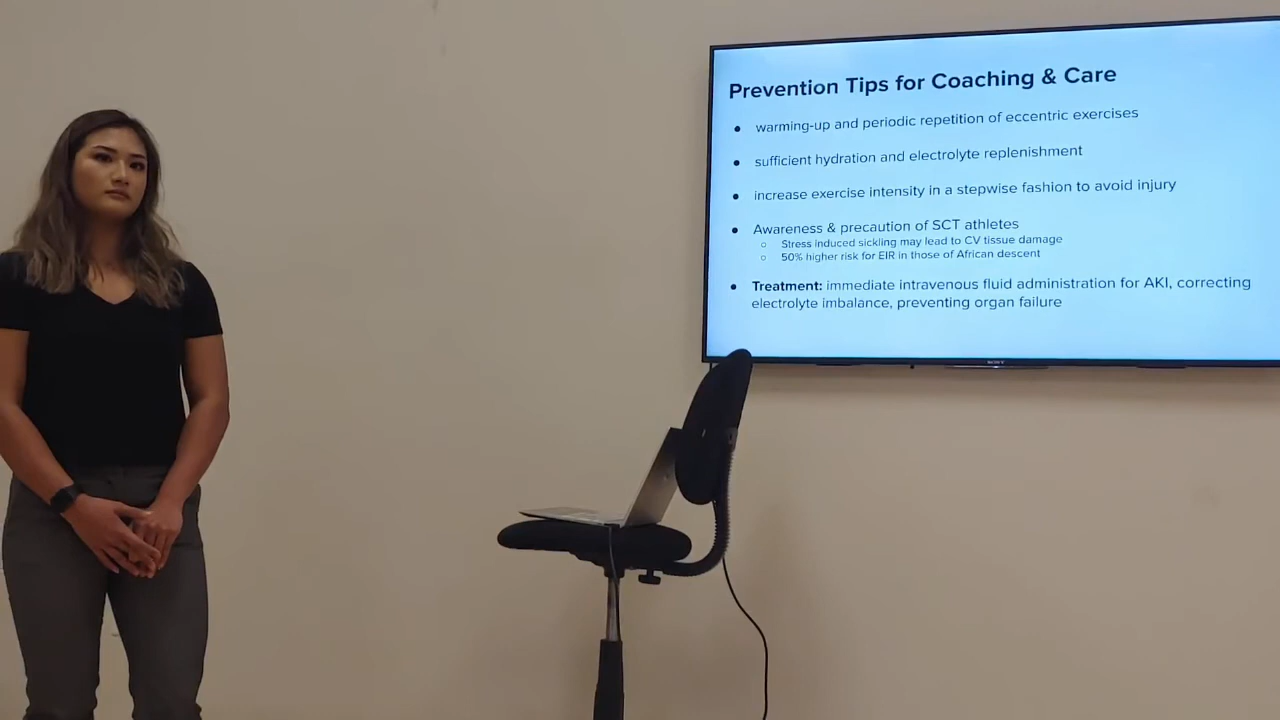 Prevention Tips for Coaching & Care
● warming-up and periodic repetition of eccentric exercises
● sufficient hydration and electrolyte replenishment
● increase exercise intensity in a stepwise fashion to avoid injury
● Awareness & precaution of SCT athletes
○ Stress induced sickling may lead to CV tissue damage
○ 50% higher risk for EIR in those of African descent
● Treatment: immediate intravenous fluid administration for AKI, correcting
electrolyte imbalance, preventing organ failure
SONY